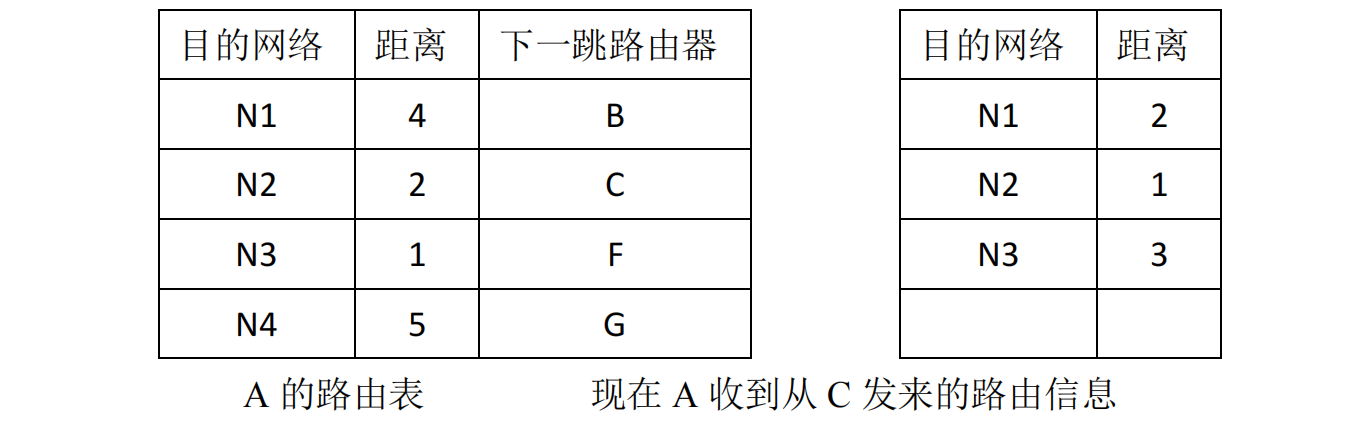 目的网络 距离 下一跳路由器 目的网络 距离
N1 4 B N1 2
N2 2 C N2 1
N3 1 F N3 3
N4 5 G
A 的路由表 现在 A 收到从 C 发来的路由信息